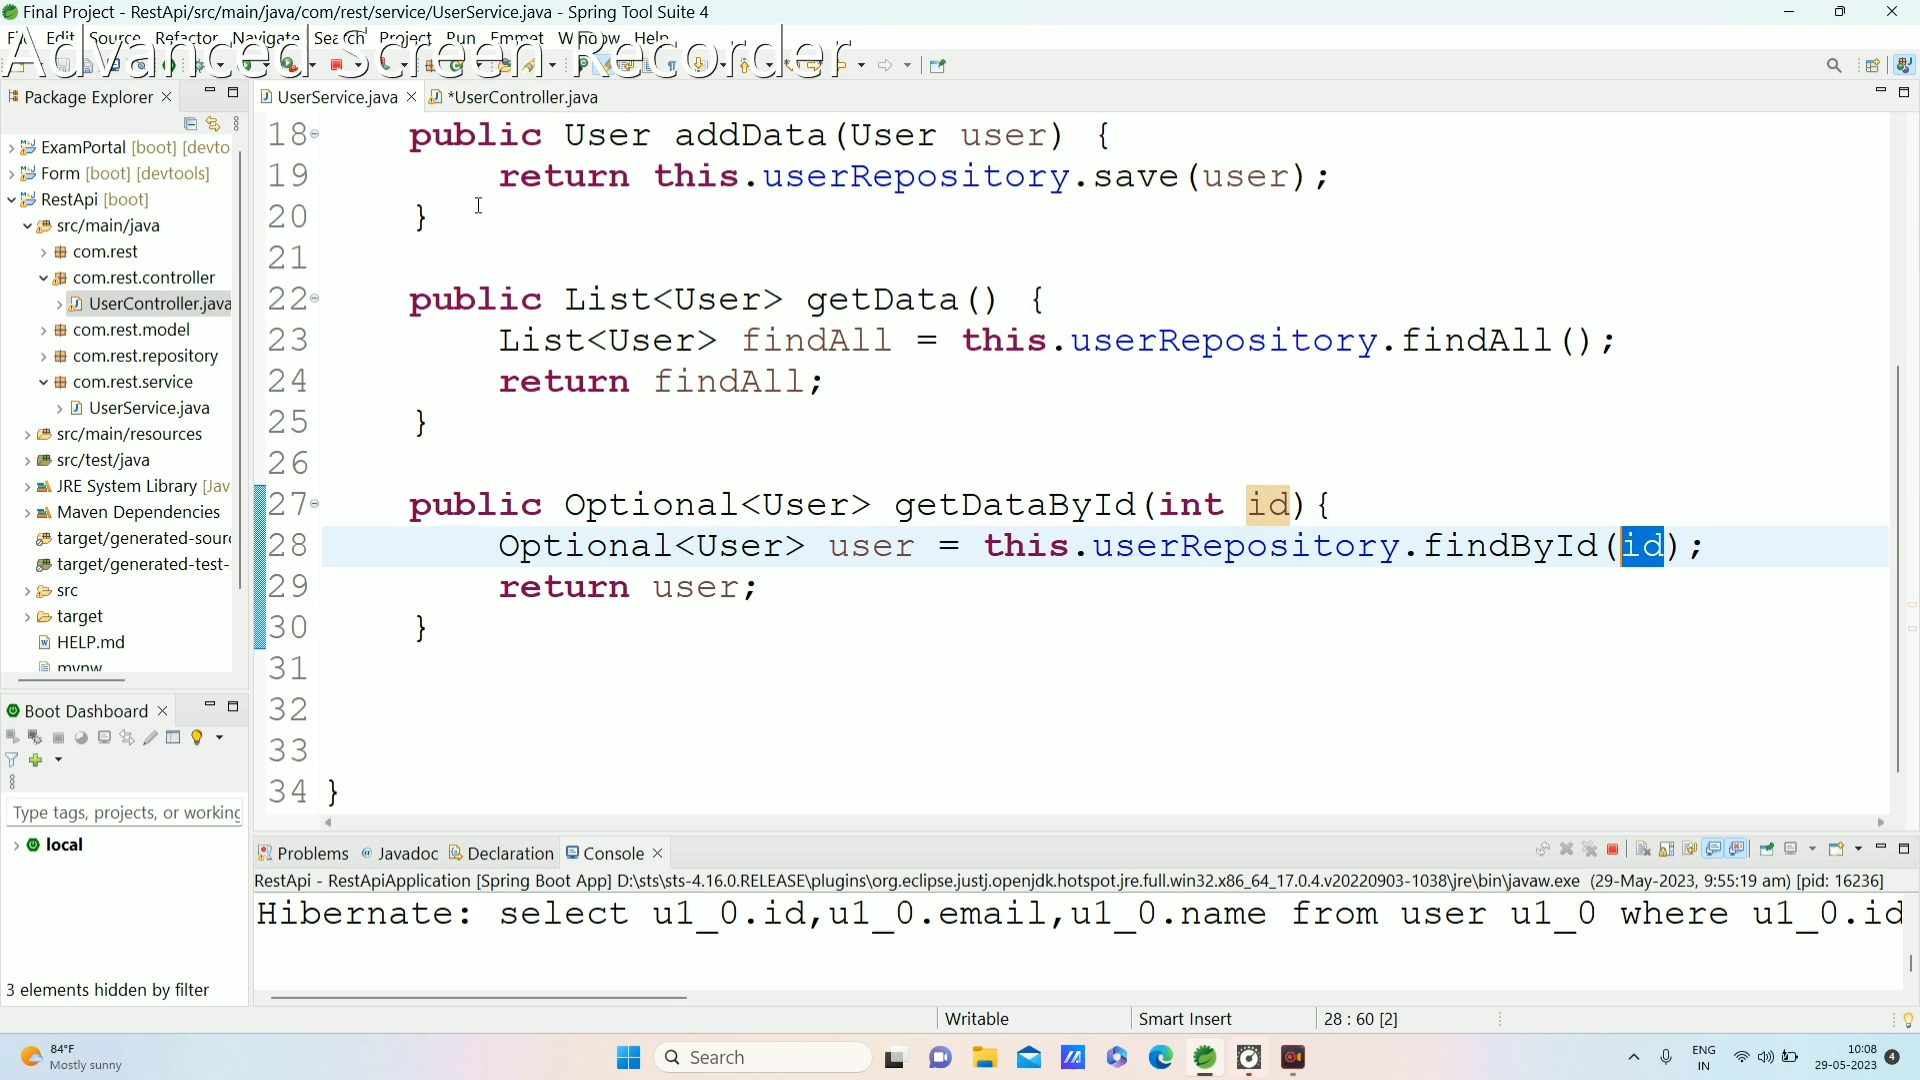 Final Project - RestApi/src/main/java/com/rest/service/UserService.java - Spring Tool Suite 4
File Edit Source Refactor Navigate Search Project Run Emmet Window Help
Advanced Screen Recorder
Package Explorer
UserService.java
*UserController.java
ExamPortal [boot] [devto
Form [boot] [devtools]
RestApi [boot]
src/main/java
com.rest
com.rest.controller
UserController.java
com.rest.model
com.rest.repository
com.rest.service
UserService.java
src/main/resources
src/test/java
JRE System Library [Jav
Maven Dependencies
target/generated-sour
target/generated-test-
src
target
HELP.md
mvnw
18 public User addData(User user) {
19 return this.userRepository.save(user);
20 }
21
22 public List<User> getData() {
23 List<User> findAll = this.userRepository.findAll();
24 return findAll;
25 }
26
27 public Optional<User> getDataById(int id){
28 Optional<User> user = this.userRepository.findById(id);
29 return user;
30 }
31
32
33
34 }
Boot Dashboard
Type tags, projects, or working
local
3 elements hidden by filter
Problems Javadoc Declaration Console
RestApi - RestApiApplication [Spring Boot App] D:\sts\sts-4.16.0.RELEASE\plugins\org.eclipse.justj.openjdk.hotspot.jre.full.win32.x86_64_17.0.4.v20220903-1038\jre\bin\javaw.exe (29-May-2023, 9:55:19 am) [pid: 16236]
Hibernate: select u1_0.id,u1_0.email,u1_0.name from user u1_0 where u1_0.id
Writable
Smart Insert
28 : 60 [2]
84°F
Mostly sunny
Search
ENG
IN
10:08
29-05-2023
4